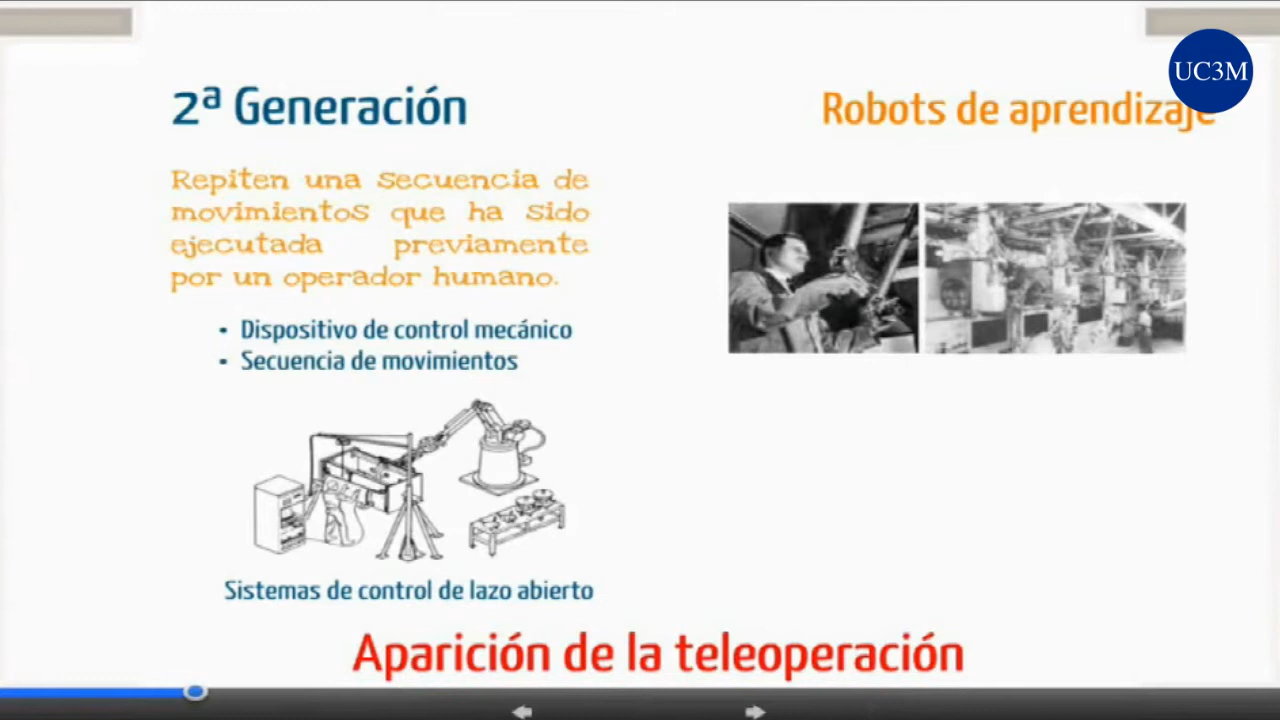 UC3M
2ª Generación
Robots de aprendizaje
Repiten una secuencia de
movimientos que ha sido
ejecutada previamente
por un operador humano.
• Dispositivo de control mecánico
• Secuencia de movimientos
Sistemas de control de lazo abierto
Aparición de la teleoperación